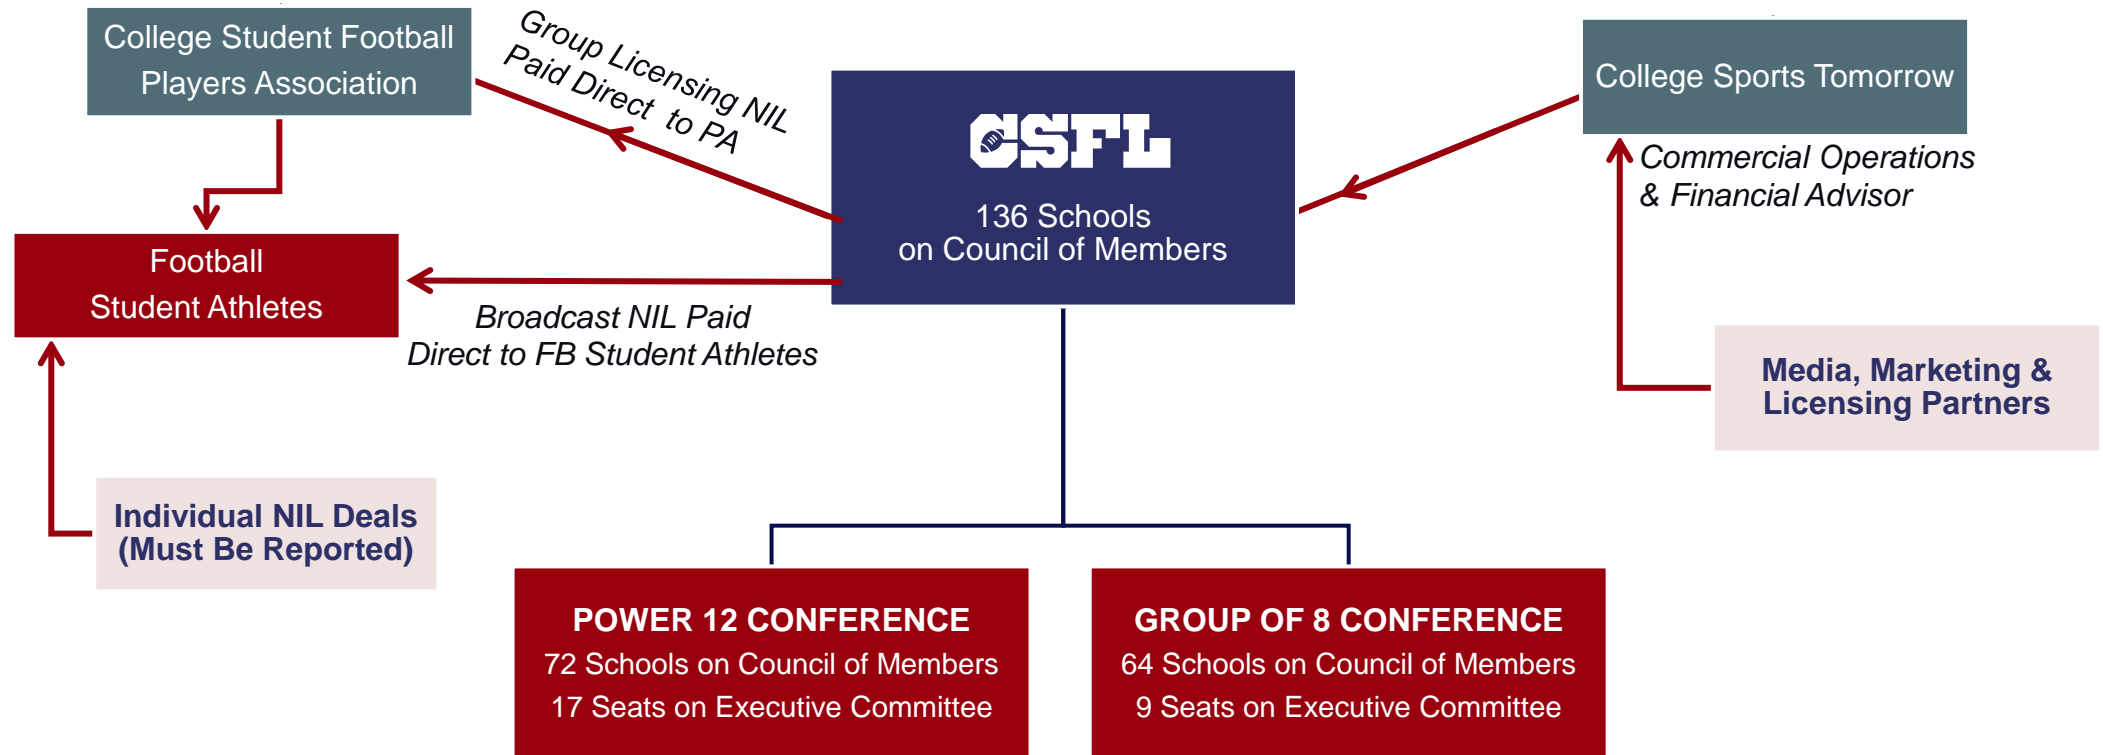 College Student Football
Players Association
Group Licensing NIL
Paid Direct to PA
CSFL
136 Schools
on Council of Members
College Sports Tomorrow
Commercial Operations
& Financial Advisor
Football
Student Athletes
Broadcast NIL Paid
Direct to FB Student Athletes
Media, Marketing &
Licensing Partners
Individual NIL Deals
(Must Be Reported)
POWER 12 CONFERENCE
72 Schools on Council of Members
17 Seats on Executive Committee
GROUP OF 8 CONFERENCE
64 Schools on Council of Members
9 Seats on Executive Committee